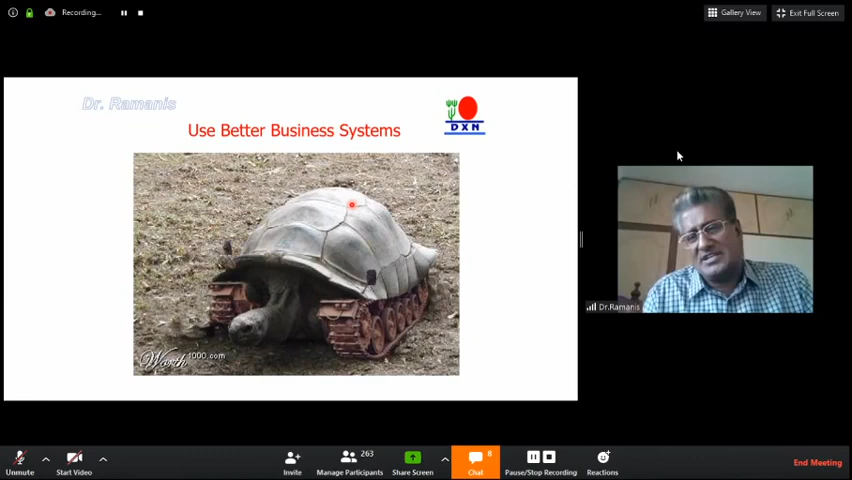 Recording...
Gallery View
Exit Full Screen
Dr. Ramanis
Use Better Business Systems
DXN
Worth1000.com
Dr.Ramanis
Unmute
Start Video
Invite
263
Manage Participants
Share Screen
8
Chat
Pause/Stop Recording
Reactions
End Meeting